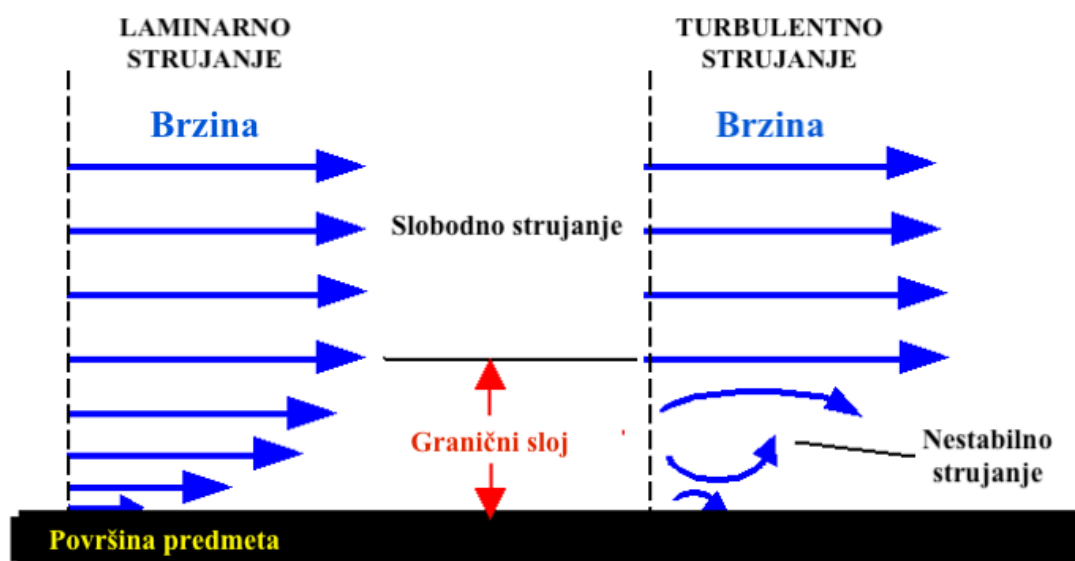 LAMINARNO
STRUJANJE
TURBULENTNO
STRUJANJE
Brzina
Brzina
Slobodno strujanje
Granični sloj
Nestabilno
strujanje
Površina predmeta